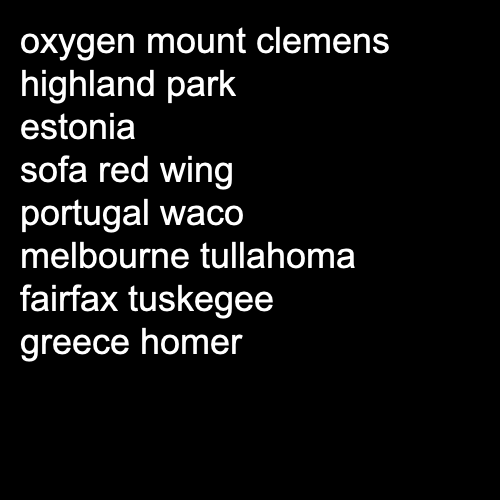 oxygen mount clemens
highland park
estonia
sofa red wing
portugal waco
melbourne tullahoma
fairfax tuskegee
greece homer